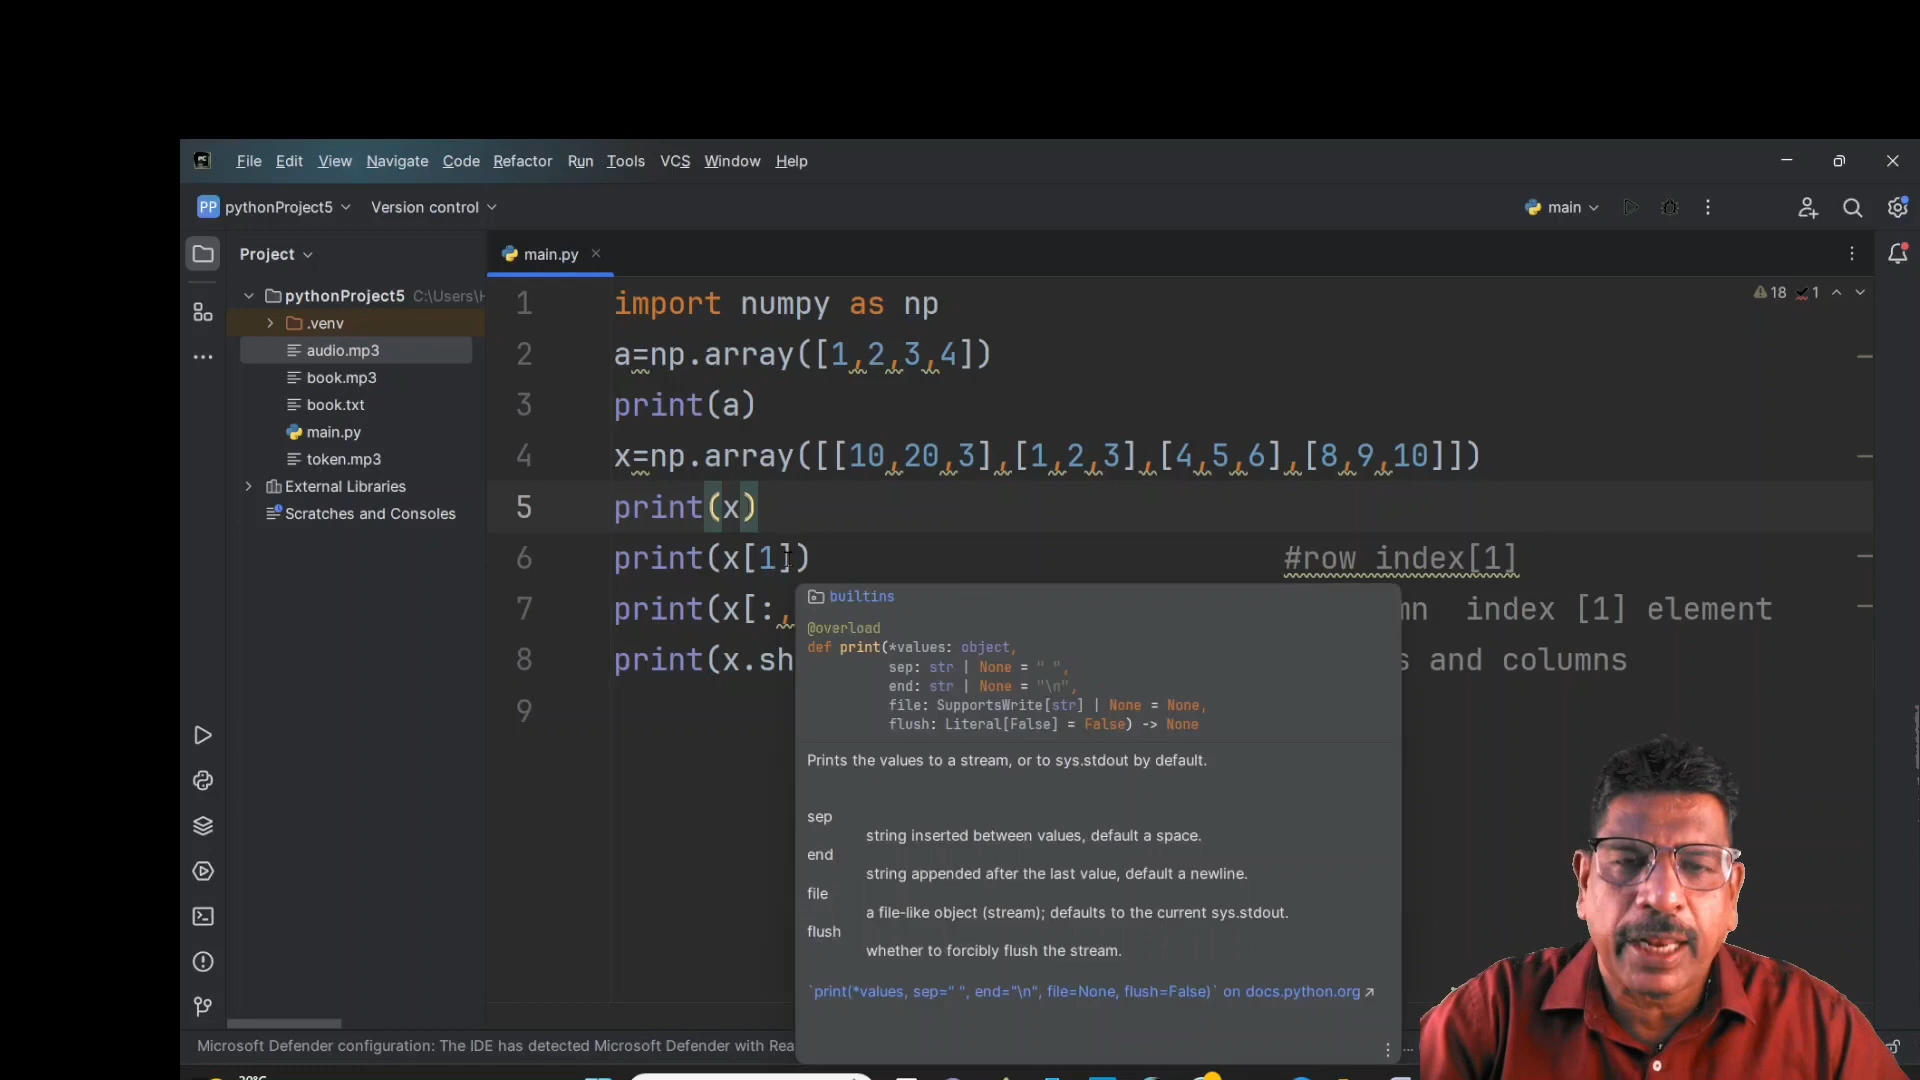 File Edit View Navigate Code Refactor Run Tools VCS Window Help
PP pythonProject5 Version control main
Project
main.py
pythonProject5 C:\Users\
.venv
audio.mp3
book.mp3
book.txt
main.py
token.mp3
External Libraries
Scratches and Consoles
18 1
1 import numpy as np
2 a=np.array([1,2,3,4])
3 print(a)
4 x=np.array([[10,20,3],[1,2,3],[4,5,6],[8,9,10]])
5 print(x)
6 print(x[1]) #row index[1]
7 print(x[:, index [1] element
8 print(x.sh and columns
9
builtins
@overload
def print(*values: object,
sep: str | None = " ",
end: str | None = "\n",
file: SupportsWrite[str] | None = None,
flush: Literal[False] = False) -> None
Prints the values to a stream, or to sys.stdout by default.
sep
string inserted between values, default a space.
end
string appended after the last value, default a newline.
file
a file-like object (stream); defaults to the current sys.stdout.
flush
whether to forcibly flush the stream.
`print(*values, sep=" ", end="\n", file=None, flush=False)` on docs.python.org ↗
Microsoft Defender configuration: The IDE has detected Microsoft Defender with Rea